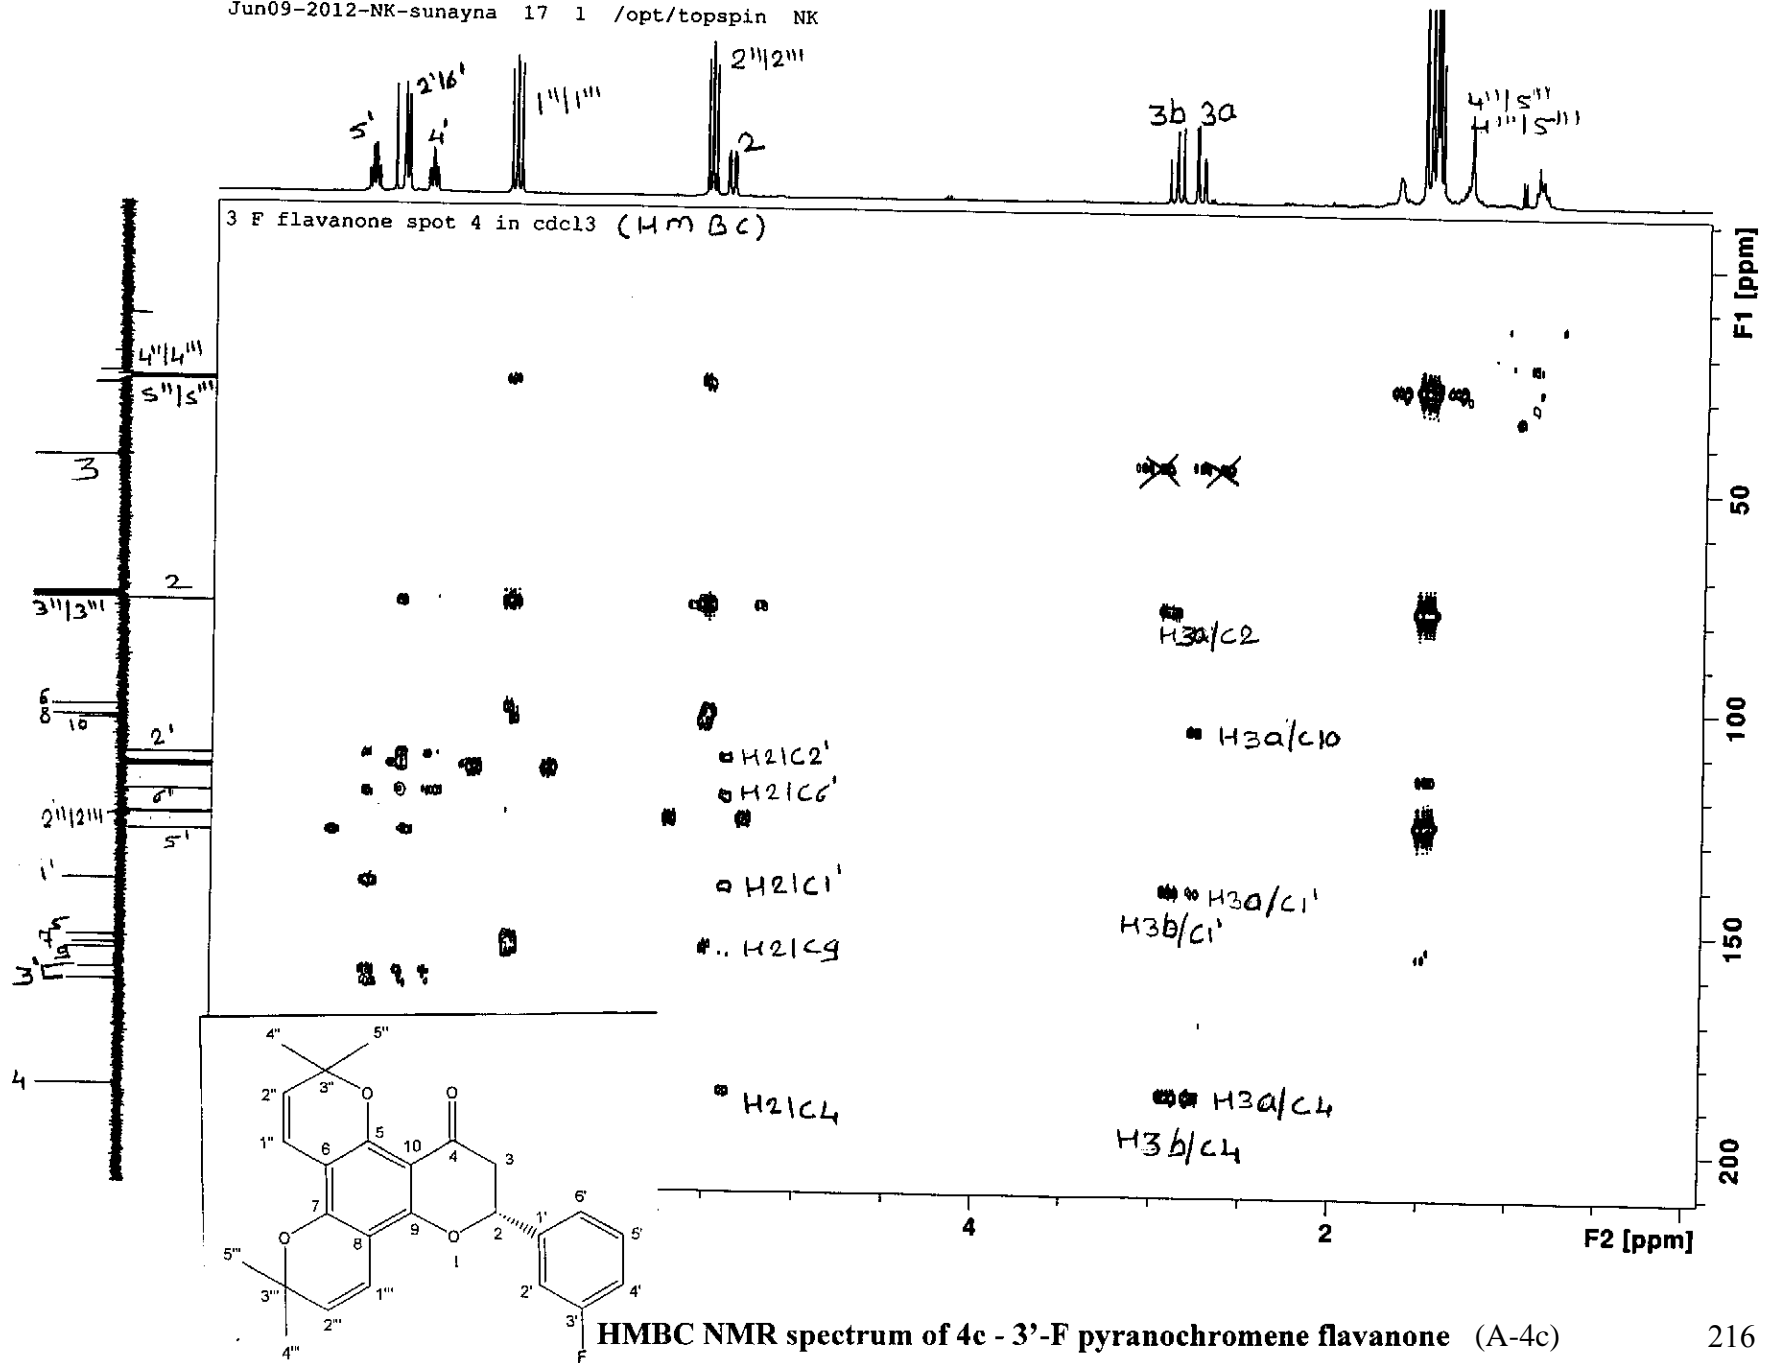 Jun09-2012-NK-sunayna 17 1 /opt/topspin NK
5' 2'/6' 4' 1''/1''' 2''/2''' 2 3b 3a 4''/5'' 4'''/5'''
3 F flavanone spot 4 in cdcl3 (HMBC)
4''/4'''
5''/5'''
3
2
3''/3'''
6
8 10
2'
6'
2''/2'''
5'
1'
5
7
9
3'
4
H3a/C2
H3a/C10
H2/C2'
H2/C6'
H2/C1'
H3a/C1'
H3b/C1'
H2/C9
H2/C4
H3a/C4
H3b/C4
F1 [ppm]
50
100
150
200
4 2
F2 [ppm]
4'' 5''
3'' O O
2''
1'' 6 5 10 4 3
7 8 9 O 1 2 1' 6' 5'
O
5''' 3''' 2''' 1''' 2' 3' 4'
4''' F
HMBC NMR spectrum of 4c - 3’-F pyranochromene flavanone (A-4c) 216